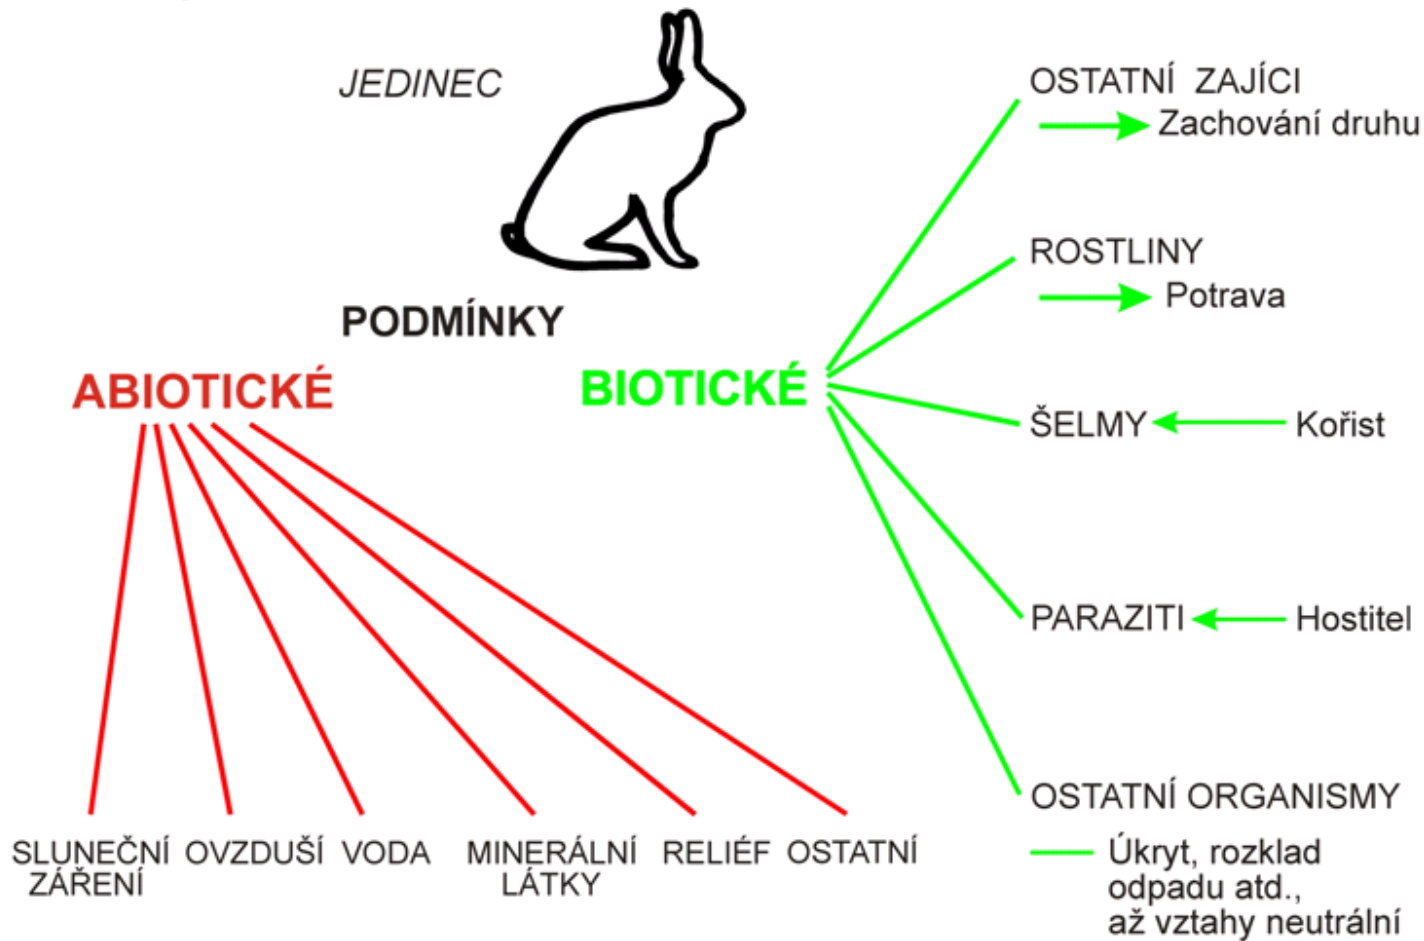 JEDINEC
PODMÍNKY
ABIOTICKÉ
SLUNEČNÍ
ZÁŘENÍ
OVZDUŠÍ
VODA
MINERÁLNÍ
LÁTKY
RELIÉF
OSTATNÍ
BIOTICKÉ
OSTATNÍ ZAJÍCI
Zachování druhu
ROSTLINY
Potrava
ŠELMY
Kořist
PARAZITI
Hostitel
OSTATNÍ ORGANISMY
Úkryt, rozklad
odpadu atd.,
až vztahy neutrální